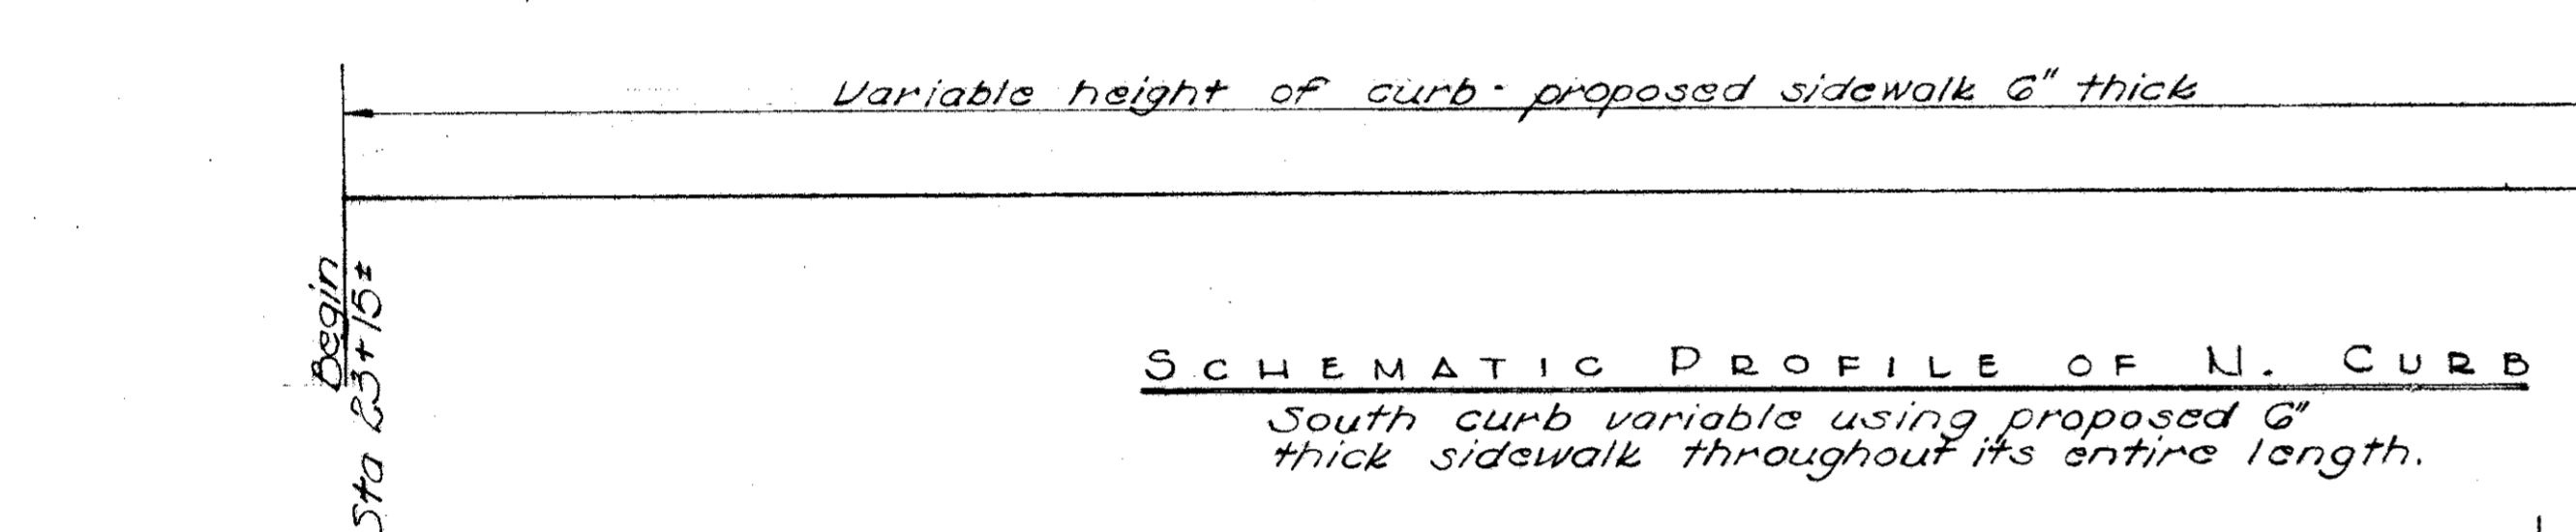 Variable height of curb - proposed sidewalk 6" thick
Begin
Sta 23+15±
SCHEMATIC PROFILE OF N. CURB
South curb variable using proposed 6"
thick sidewalk throughout its entire length.